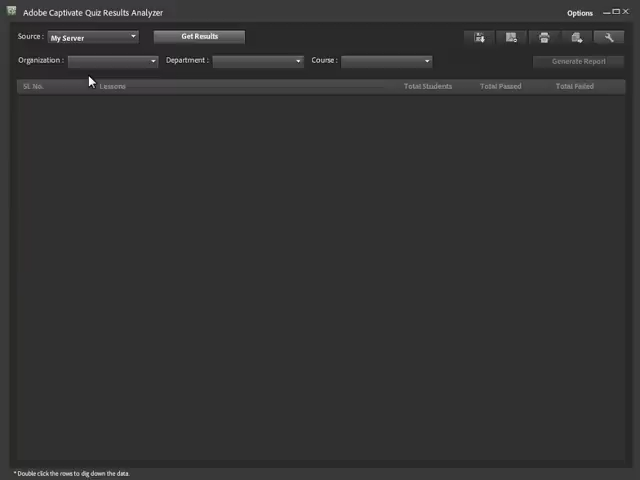 Adobe Captivate Quiz Results Analyzer
Options
Source :
My Server
Get Results
Organization :
Department :
Course :
Generate Report
Sl. No.
Lessons
Total Students
Total Passed
Total Failed
* Double click the rows to dig down the data.